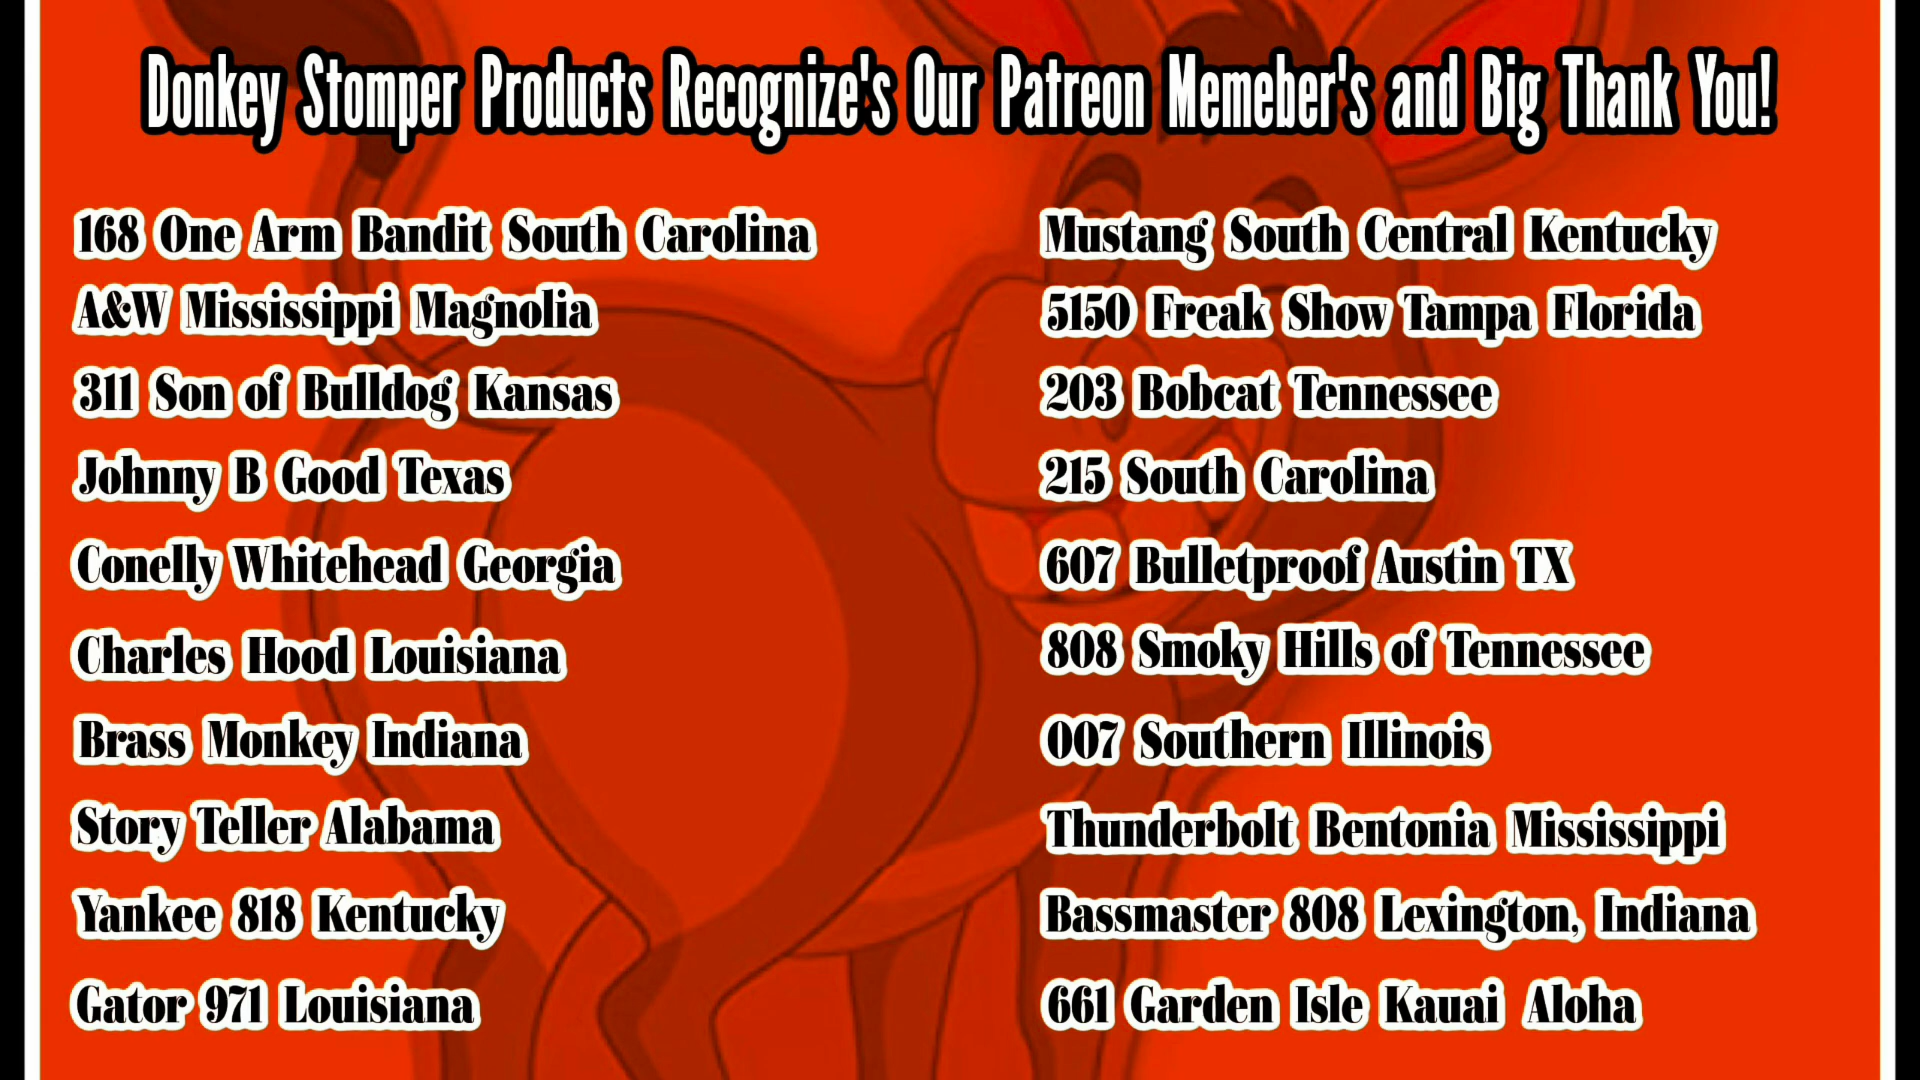 Donkey Stomper Products Recognize's Our Patreon Memeber's and Big Thank You!
168 One Arm Bandit South Carolina
A&W Mississippi Magnolia
311 Son of Bulldog Kansas
Johnny B Good Texas
Conelly Whitehead Georgia
Charles Hood Louisiana
Brass Monkey Indiana
Story Teller Alabama
Yankee 818 Kentucky
Gator 971 Louisiana
Mustang South Central Kentucky
5150 Freak Show Tampa Florida
203 Bobcat Tennessee
215 South Carolina
607 Bulletproof Austin TX
808 Smoky Hills of Tennessee
007 Southern Illinois
Thunderbolt Bentonia Mississippi
Bassmaster 808 Lexington, Indiana
661 Garden Isle Kauai Aloha